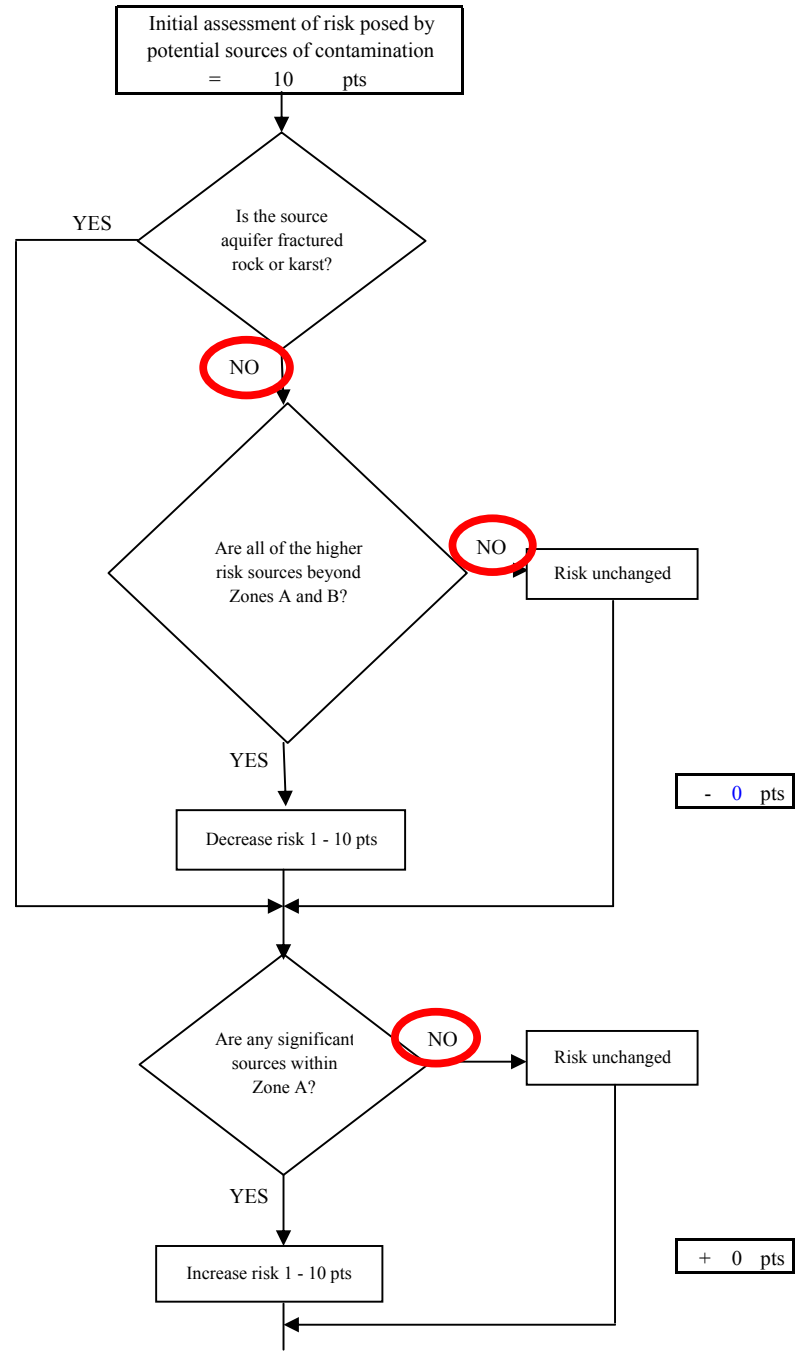 Initial assessment of risk posed by
potential sources of contamination
= 10 pts
YES
Is the source
aquifer fractured
rock or karst?
NO
Are all of the higher
risk sources beyond
Zones A and B?
NO
Risk unchanged
YES
- 0 pts
Decrease risk 1 - 10 pts
Are any significant
sources within
Zone A?
NO
Risk unchanged
YES
+ 0 pts
Increase risk 1 - 10 pts